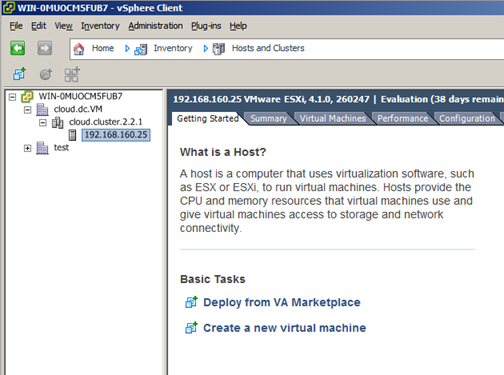 WIN-0MUOCM5FUB7 - vSphere Client
File Edit View Inventory Administration Plug-ins Help
Home Inventory Hosts and Clusters
WIN-0MUOCM5FUB7
cloud.dc.VM
cloud.cluster.2.2.1
192.168.160.25
test
192.168.160.25 VMware ESXi, 4.1.0, 260247 | Evaluation (38 days remain
Getting Started Summary Virtual Machines Performance Configuration
What is a Host?
A host is a computer that uses virtualization software, such
as ESX or ESXi, to run virtual machines. Hosts provide the
CPU and memory resources that virtual machines use and
give virtual machines access to storage and network
connectivity.
Basic Tasks
Deploy from VA Marketplace
Create a new virtual machine